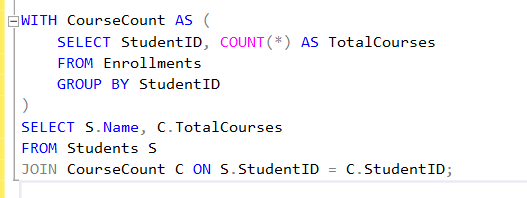 WITH CourseCount AS (
    SELECT StudentID, COUNT(*) AS TotalCourses
    FROM Enrollments
    GROUP BY StudentID
)
SELECT S.Name, C.TotalCourses
FROM Students S
JOIN CourseCount C ON S.StudentID = C.StudentID;